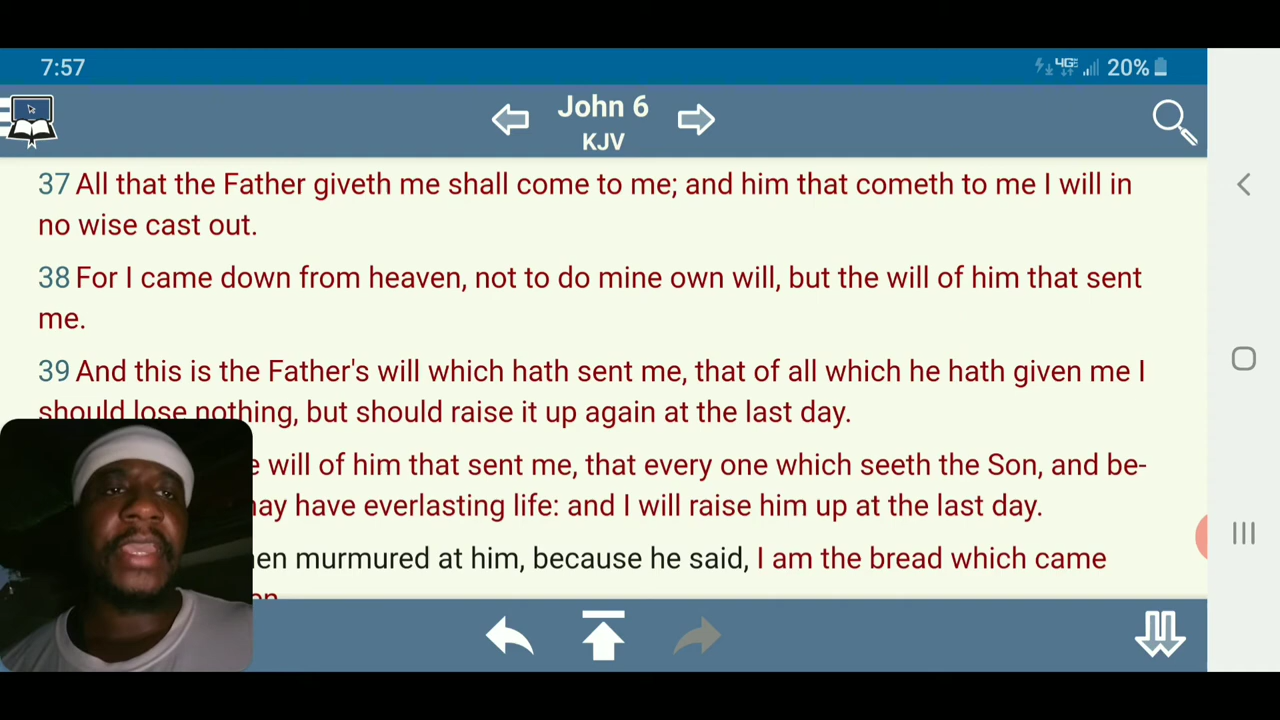 7:57
4G 20%
John 6
KJV
37 All that the Father giveth me shall come to me; and him that cometh to me I will in
no wise cast out.
38 For I came down from heaven, not to do mine own will, but the will of him that sent
me.
39 And this is the Father's will which hath sent me, that of all which he hath given me I
should lose nothing, but should raise it up again at the last day.
will of him that sent me, that every one which seeth the Son, and be-
may have everlasting life: and I will raise him up at the last day.
murmured at him, because he said, I am the bread which came